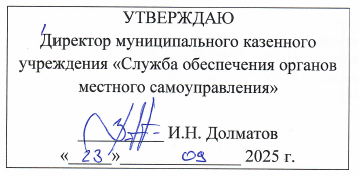 УТВЕРЖДАЮ
Директор муниципального казенного
учреждения «Служба обеспечения органов
местного самоуправления»
И.Н. Долматов
« 23 » 09 2025 г.